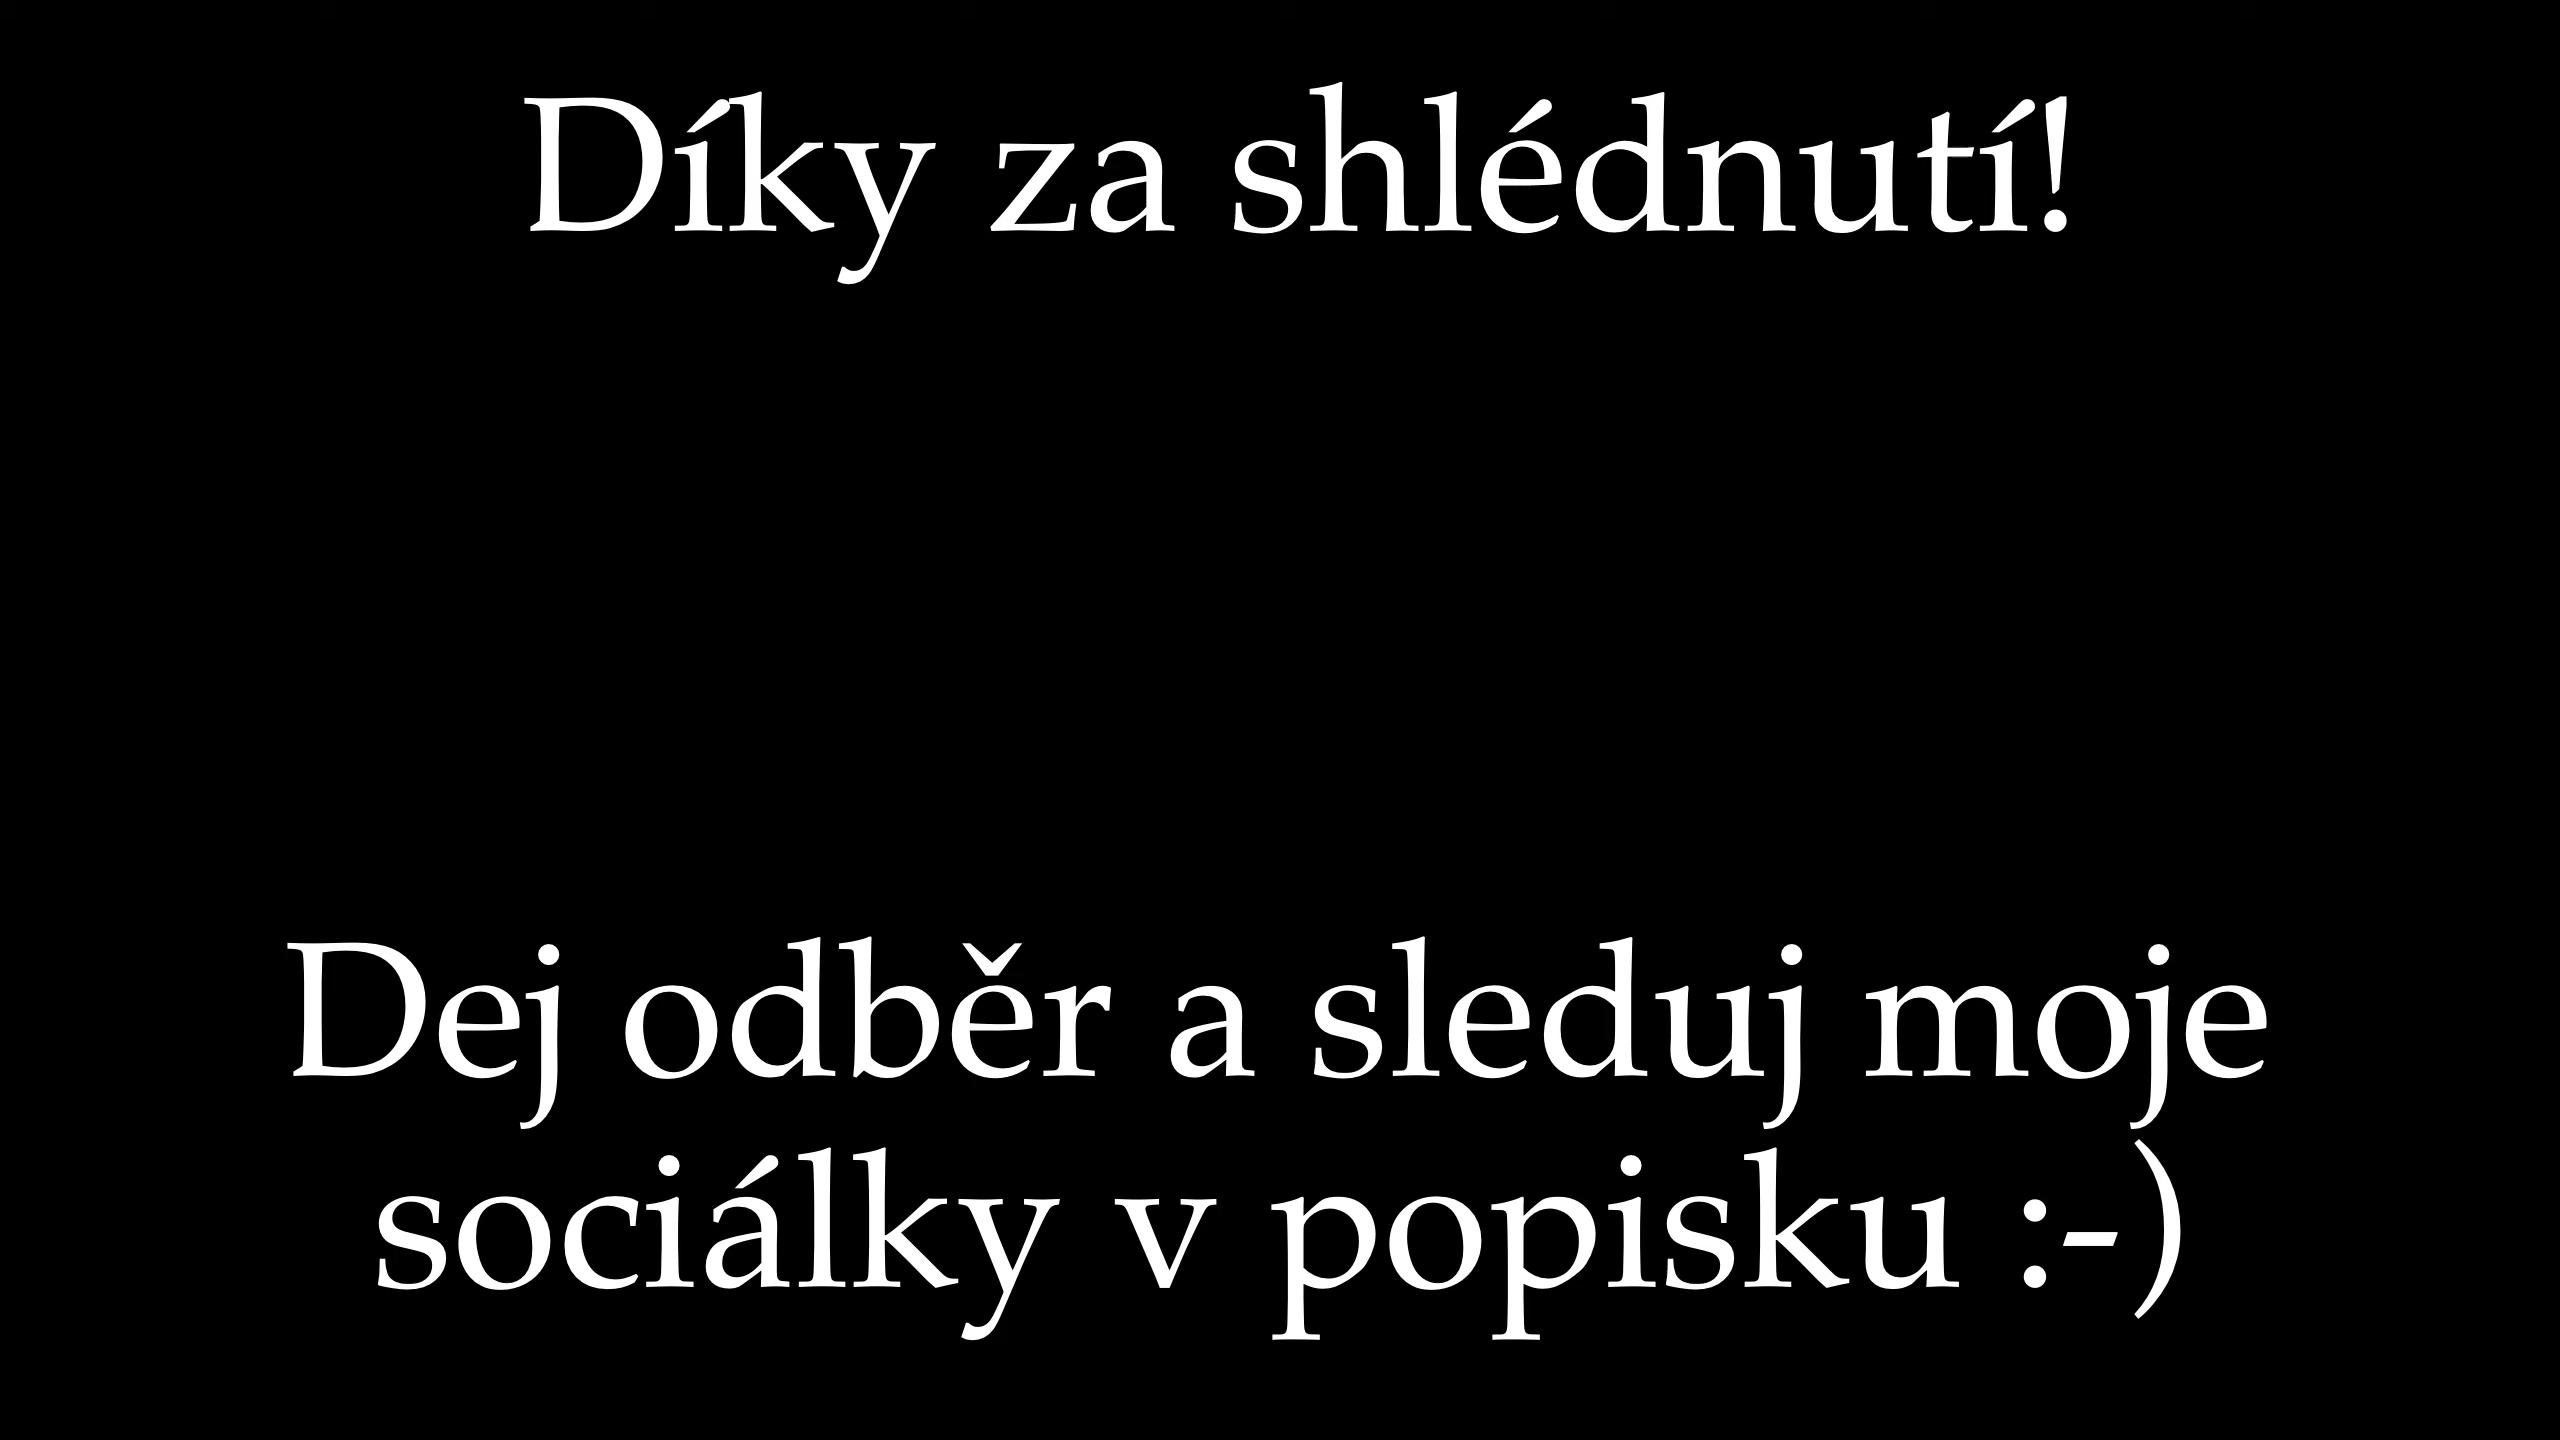 Díky za shlédnutí!
Dej odběr a sleduj moje
sociálky v popisku :-)